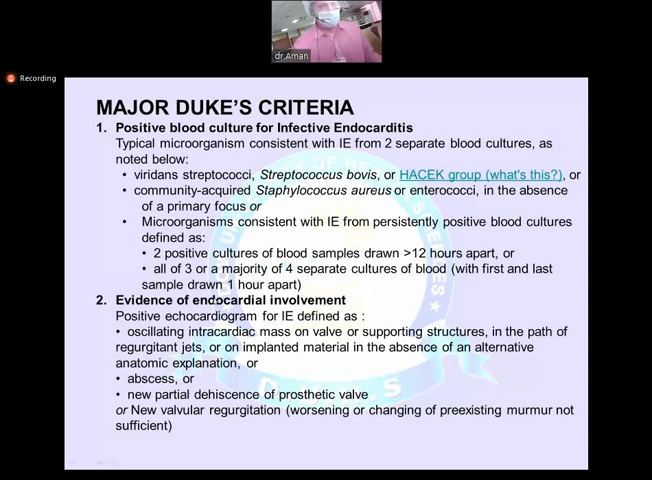 dr.Aman
Recording
MAJOR DUKE'S CRITERIA
1. Positive blood culture for Infective Endocarditis
Typical microorganism consistent with IE from 2 separate blood cultures, as
noted below:
• viridans streptococci, Streptococcus bovis, or HACEK group (what's this?), or
• community-acquired Staphylococcus aureus or enterococci, in the absence
of a primary focus or
• Microorganisms consistent with IE from persistently positive blood cultures
defined as:
• 2 positive cultures of blood samples drawn >12 hours apart, or
• all of 3 or a majority of 4 separate cultures of blood (with first and last
sample drawn 1 hour apart)
2. Evidence of endocardial involvement
Positive echocardiogram for IE defined as :
• oscillating intracardiac mass on valve or supporting structures, in the path of
regurgitant jets, or on implanted material in the absence of an alternative
anatomic explanation, or
• abscess, or
• new partial dehiscence of prosthetic valve
or New valvular regurgitation (worsening or changing of preexisting murmur not
sufficient)